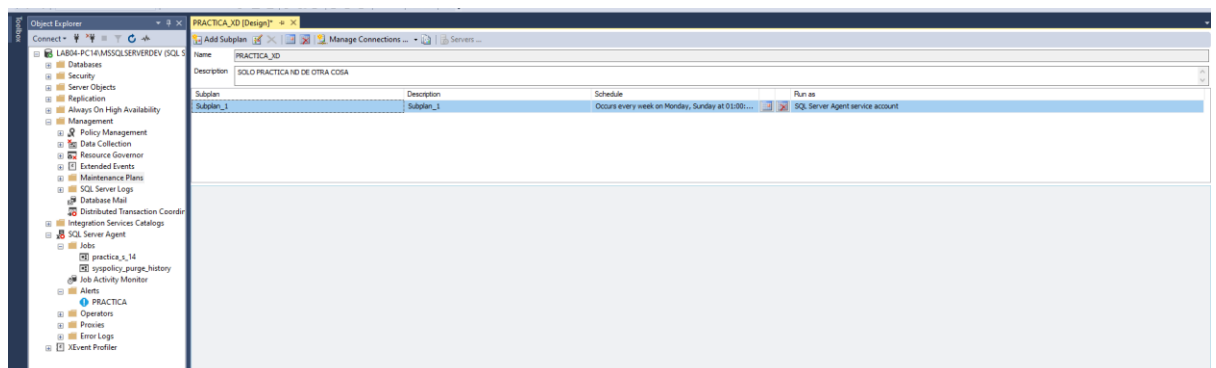 Toolbox
Object Explorer
Connect
LAB04-PC14\MSSQLSERVERDEV (SQL S
Databases
Security
Server Objects
Replication
Always On High Availability
Management
Policy Management
Data Collection
Resource Governor
Extended Events
Maintenance Plans
SQL Server Logs
Database Mail
Distributed Transaction Coordin
Integration Services Catalogs
SQL Server Agent
Jobs
practica_s_14
syspolicy_purge_history
Job Activity Monitor
Alerts
PRACTICA
Operators
Proxies
Error Logs
XEvent Profiler
PRACTICA_XD [Design]*
Add Subplan Manage Connections ... Servers ...
Name PRACTICA_XD
Description SOLO PRACTICA ND DE OTRA COSA
Subplan Description Schedule Run as
Subplan_1 Subplan_1 Occurs every week on Monday, Sunday at 01:00:... SQL Server Agent service account